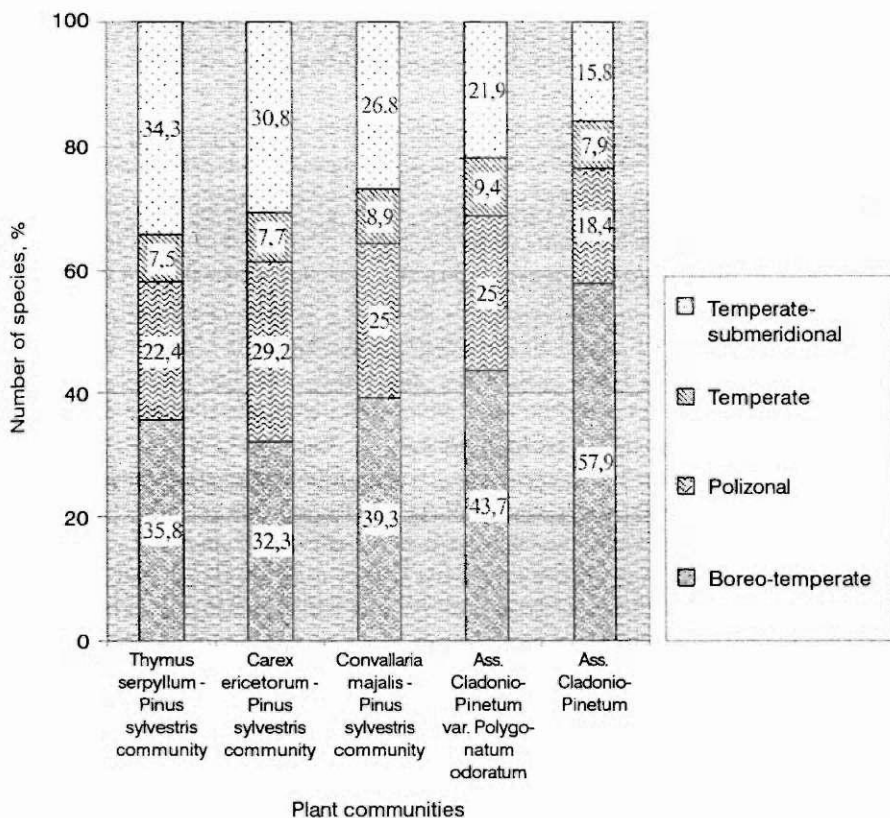 100
80
60
40
20
0
Number of species, %
34,3
7,5
22,4
35,8
30,8
7,7
29,2
32,3
26.8
8,9
25
39,3
21,9
9,4
25
43,7
15,8
7,9
18,4
57,9
Thymus
serpyllum -
Pinus
sylvestris
community
Carex
ericetorum -
Pinus
sylvestris
community
Convallaria
majalis -
Pinus
sylvestris
community
Ass.
Cladonio-
Pinetum
var. Polygo-
natum
odoratum
Ass.
Cladonio-
Pinetum
Plant communities
Temperate-
submeridional
Temperate
Polizonal
Boreo-temperate